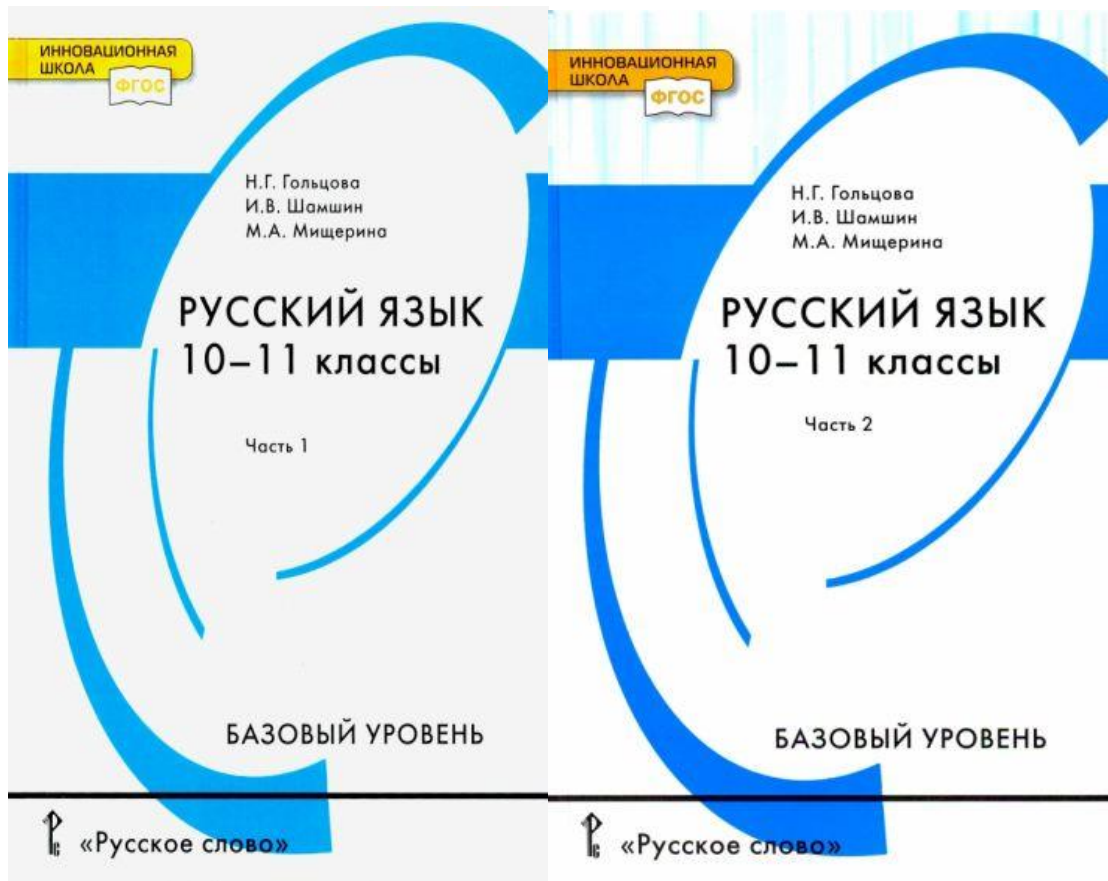 ИННОВАЦИОННАЯ
ШКОЛА
ФГОС
Н.Г. Гольцова
И.В. Шамшин
М.А. Мищерина
РУССКИЙ ЯЗЫК
10–11 классы
Часть 1
БАЗОВЫЙ УРОВЕНЬ
«Русское слово»
ИННОВАЦИОННАЯ
ШКОЛА
ФГОС
Н.Г. Гольцова
И.В. Шамшин
М.А. Мищерина
РУССКИЙ ЯЗЫК
10–11 классы
Часть 2
БАЗОВЫЙ УРОВЕНЬ
«Русское слово»